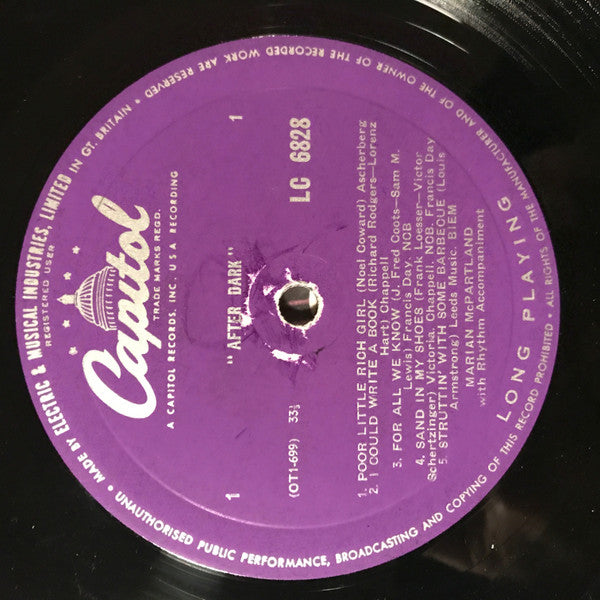 MADE BY ELECTRIC & MUSICAL INDUSTRIES, LIMITED IN GT. BRITAIN • ALL RIGHTS OF THE MANUFACTURER AND OF THE OWNER OF THE RECORDED WORK ARE RESERVED
REGISTERED USER
Capitol
TRADE MARKS REGD.
A CAPITOL RECORDS, INC., U S A RECORDING
1 "AFTER DARK" 1
(OT1-699) 33⅓ LC 6828
1. POOR LITTLE RICH GIRL (Noel Coward) Ascherberg
2. I COULD WRITE A BOOK (Richard Rodgers—Lorenz
Hart) Chappell
3. FOR ALL WE KNOW (J. Fred Coots—Sam M.
Lewis) Francis Day. NCB
4. SAND IN MY SHOES (Frank Loesser—Victor
Schertzinger) Victoria. Chappell, NCB. Francis Day
5. STRUTTIN' WITH SOME BARBECUE (Louis
Armstrong) Leeds Music. BIEM
MARIAN McPARTLAND
with Rhythm Accompaniment
LONG PLAYING
• UNAUTHORISED PUBLIC PERFORMANCE, BROADCASTING AND COPYING OF THIS RECORD PROHIBITED •